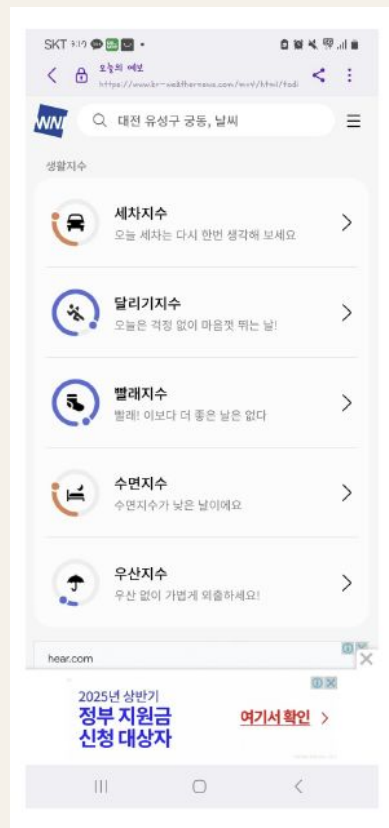 SKT
오늘의 예보
WNI
대전 유성구 궁동, 날씨
생활지수
세차지수
오늘 세차는 다시 한번 생각해 보세요
달리기지수
오늘은 걱정 없이 마음껏 뛰는 날!
빨래지수
빨래! 이보다 더 좋은 날은 없다
수면지수
수면지수가 낮은 날이에요
우산지수
우산 없이 가볍게 외출하세요!
hear.com
2025년 상반기
정부 지원금
여기서 확인
신청 대상자